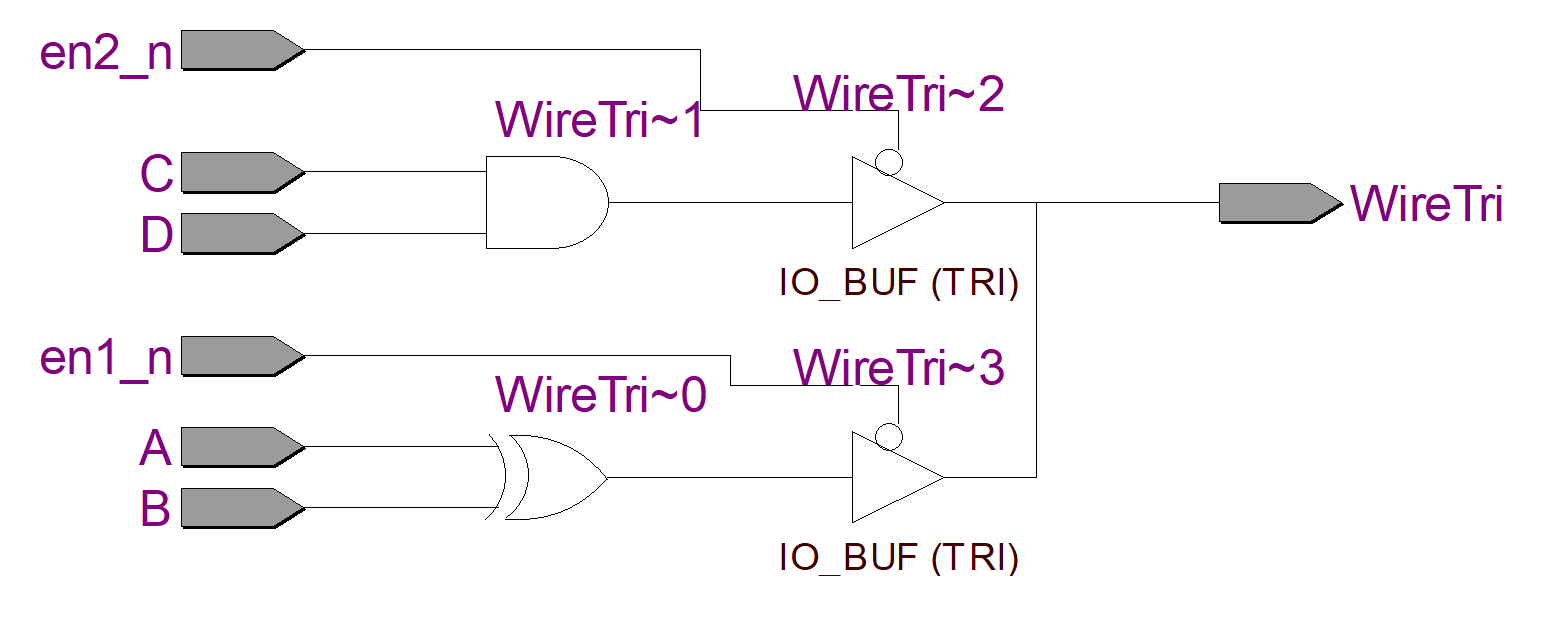 en2_n
WireTri~2
WireTri~1
C
D
WireTri
IO_BUF (TRI)
en1_n
WireTri~3
WireTri~0
A
B
IO_BUF (TRI)